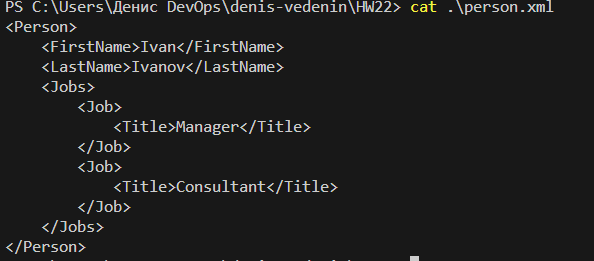 PS C:\Users\Денис DevOps\denis-vedenin\HW22> cat .\person.xml
<Person>
    <FirstName>Ivan</FirstName>
    <LastName>Ivanov</LastName>
    <Jobs>
        <Job>
            <Title>Manager</Title>
        </Job>
        <Job>
            <Title>Consultant</Title>
        </Job>
    </Jobs>
</Person>